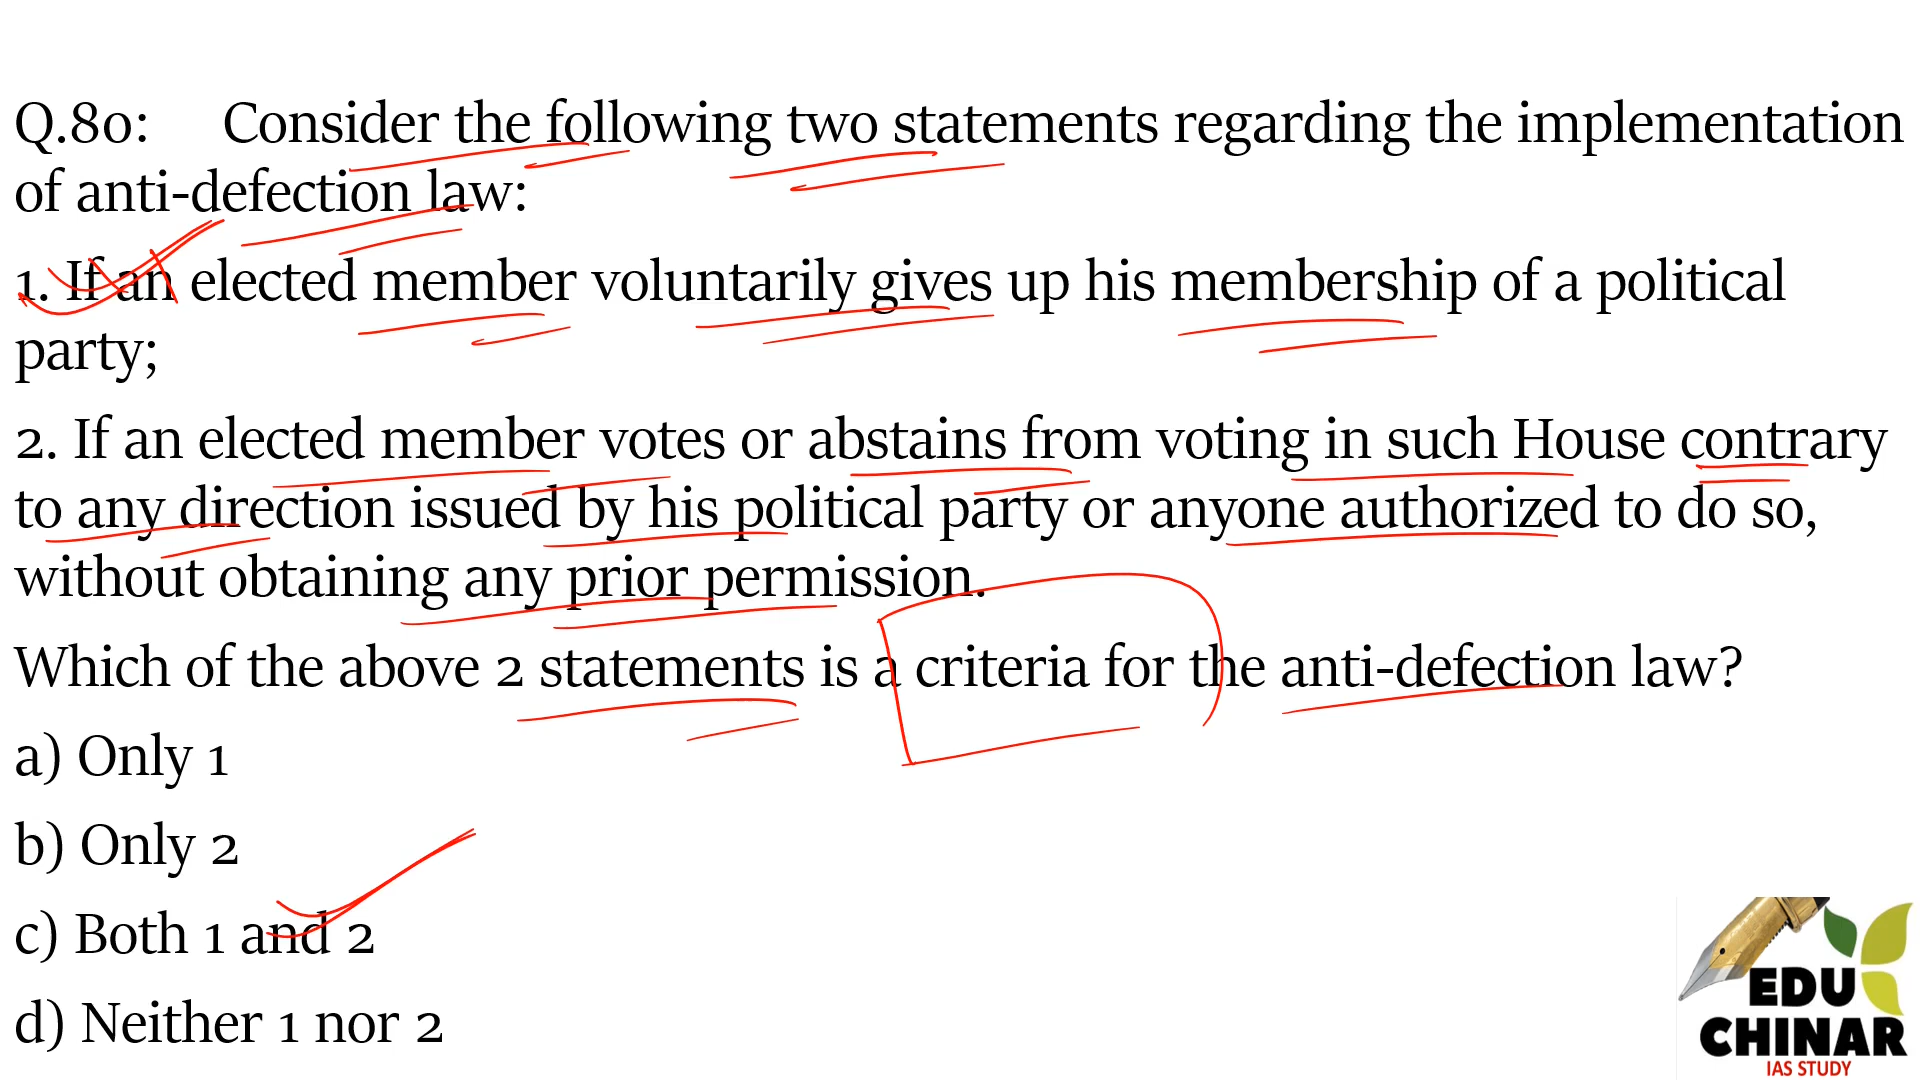 Q.80: Consider the following two statements regarding the implementation
of anti-defection law:
1. If an elected member voluntarily gives up his membership of a political
party;
2. If an elected member votes or abstains from voting in such House contrary
to any direction issued by his political party or anyone authorized to do so,
without obtaining any prior permission.
Which of the above 2 statements is a criteria for the anti-defection law?
a) Only 1
b) Only 2
c) Both 1 and 2
d) Neither 1 nor 2
EDU
CHINAR
IAS STUDY